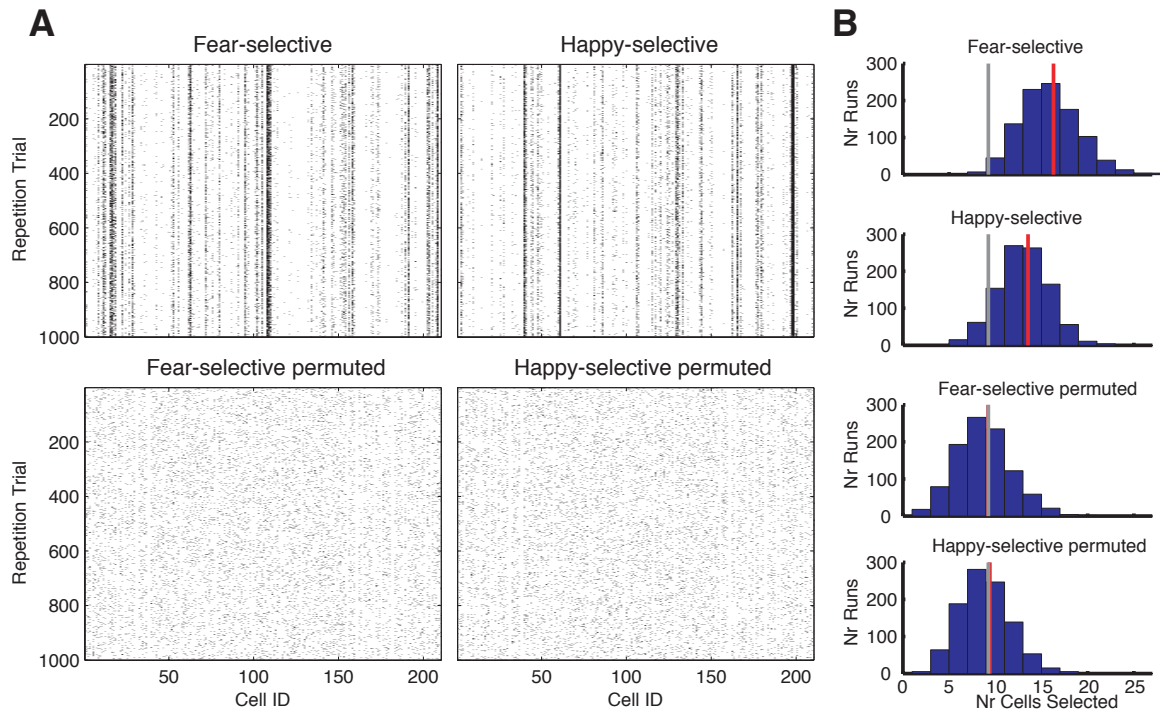 A
Fear-selective
Happy-selective
Repetition Trial
200
400
600
800
1000
Fear-selective permuted
Happy-selective permuted
Repetition Trial
200
400
600
800
1000
50 100 150 200
50 100 150 200
Cell ID
Cell ID
B
Fear-selective
Nr Runs
300
200
100
0
Happy-selective
Nr Runs
300
200
100
0
Fear-selective permuted
Nr Runs
300
200
100
0
Happy-selective permuted
Nr Runs
300
200
100
0
0 5 10 15 20 25
Nr Cells Selected